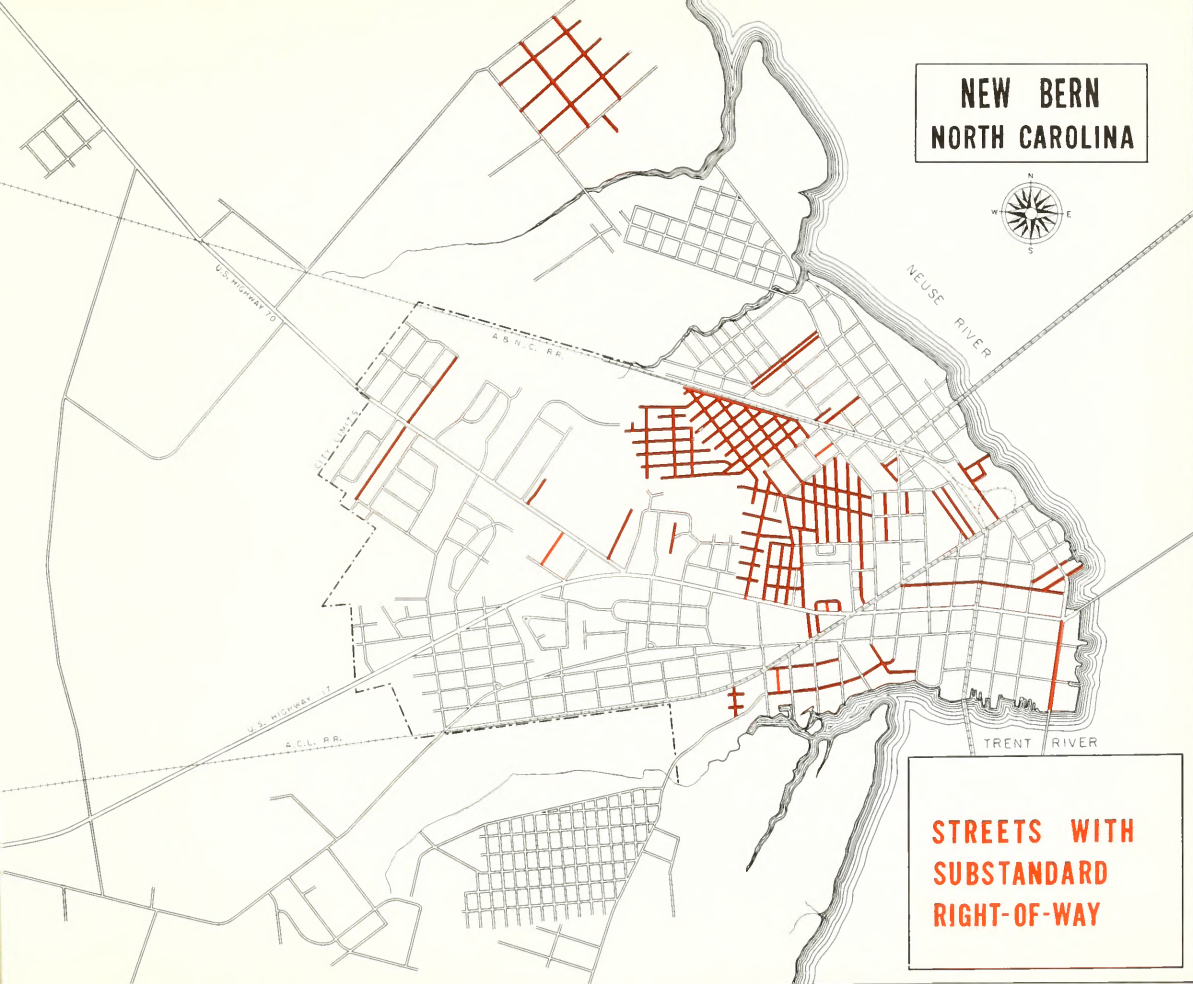 NEW BERN
NORTH CAROLINA
N
W
E
S
NEUSE RIVER
U.S. HIGHWAY 70
A. & N. C. RR.
CITY LIMITS
U.S. HIGHWAY 17
A.C.L. RR.
TRENT RIVER
STREETS WITH
SUBSTANDARD
RIGHT-OF-WAY